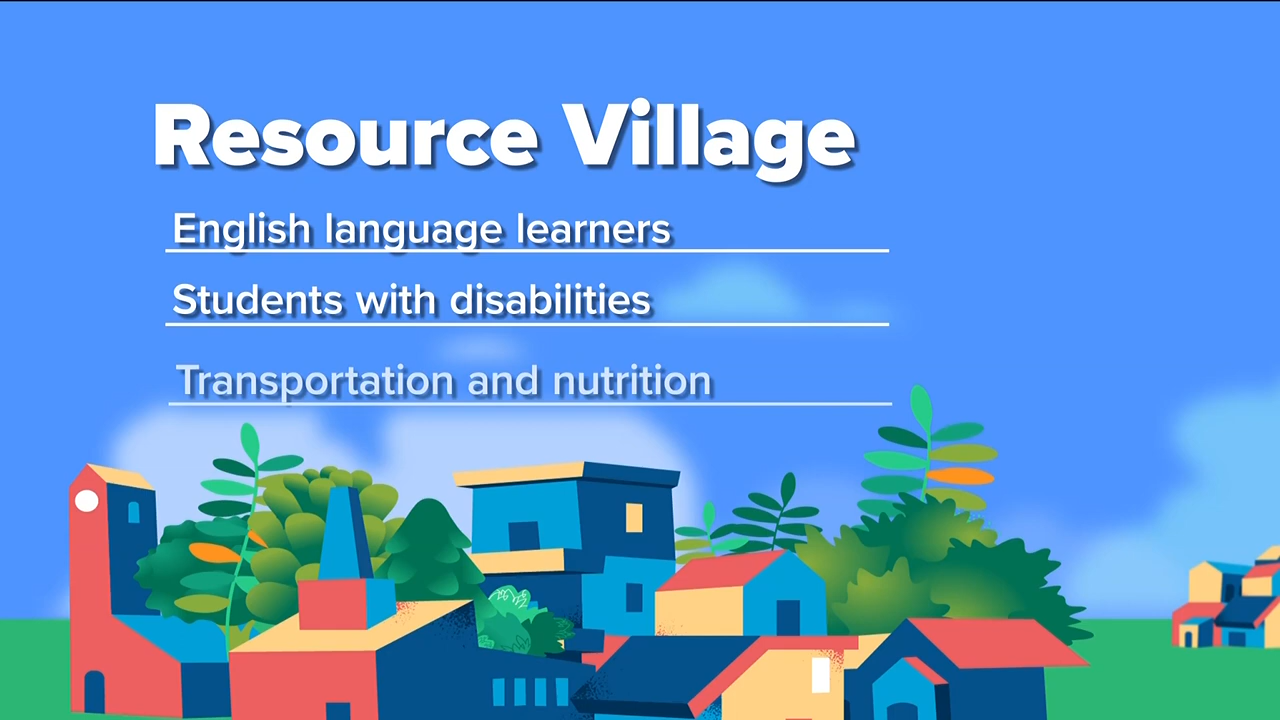 Resource Village
English language learners
Students with disabilities
Transportation and nutrition